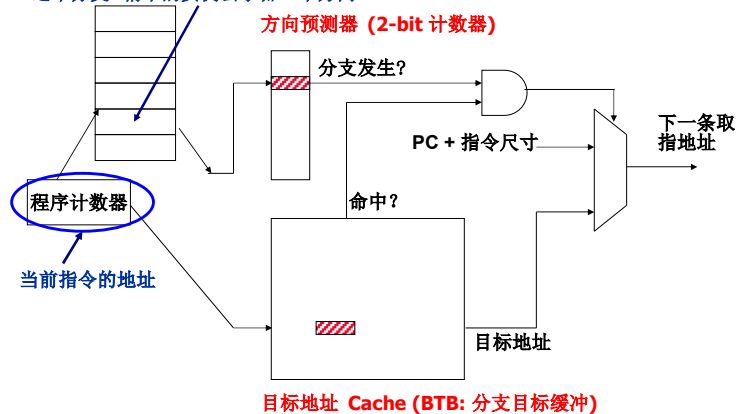 方向预测器 (2-bit 计数器)
分支发生?
PC + 指令尺寸
下一条取
指地址
程序计数器
命中?
当前指令的地址
目标地址
目标地址 Cache (BTB: 分支目标缓冲)